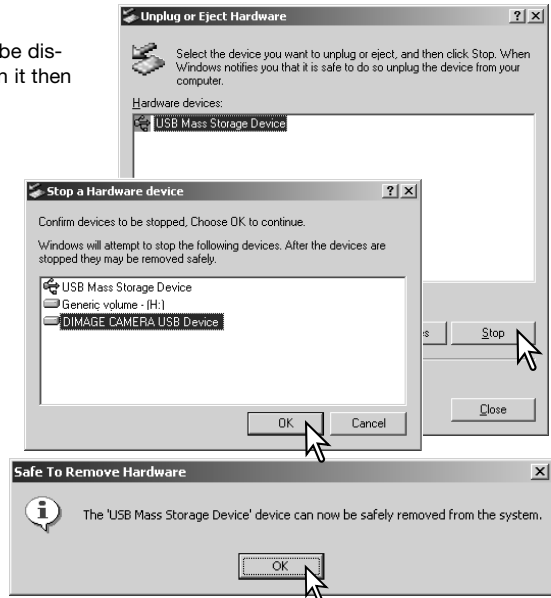 be dis-
it then
Unplug or Eject Hardware
Select the device you want to unplug or eject, and then click Stop. When
Windows notifies you that it is safe to do so unplug the device from your
computer.
Hardware devices:
USB Mass Storage Device
Stop
Close
Stop a Hardware device
Confirm devices to be stopped, Choose OK to continue.
Windows will attempt to stop the following devices. After the devices are
stopped they may be removed safely.
USB Mass Storage Device
Generic volume - (H:)
DIMAGE CAMERA USB Device
OK Cancel
Safe To Remove Hardware
The 'USB Mass Storage Device' device can now be safely removed from the system.
OK